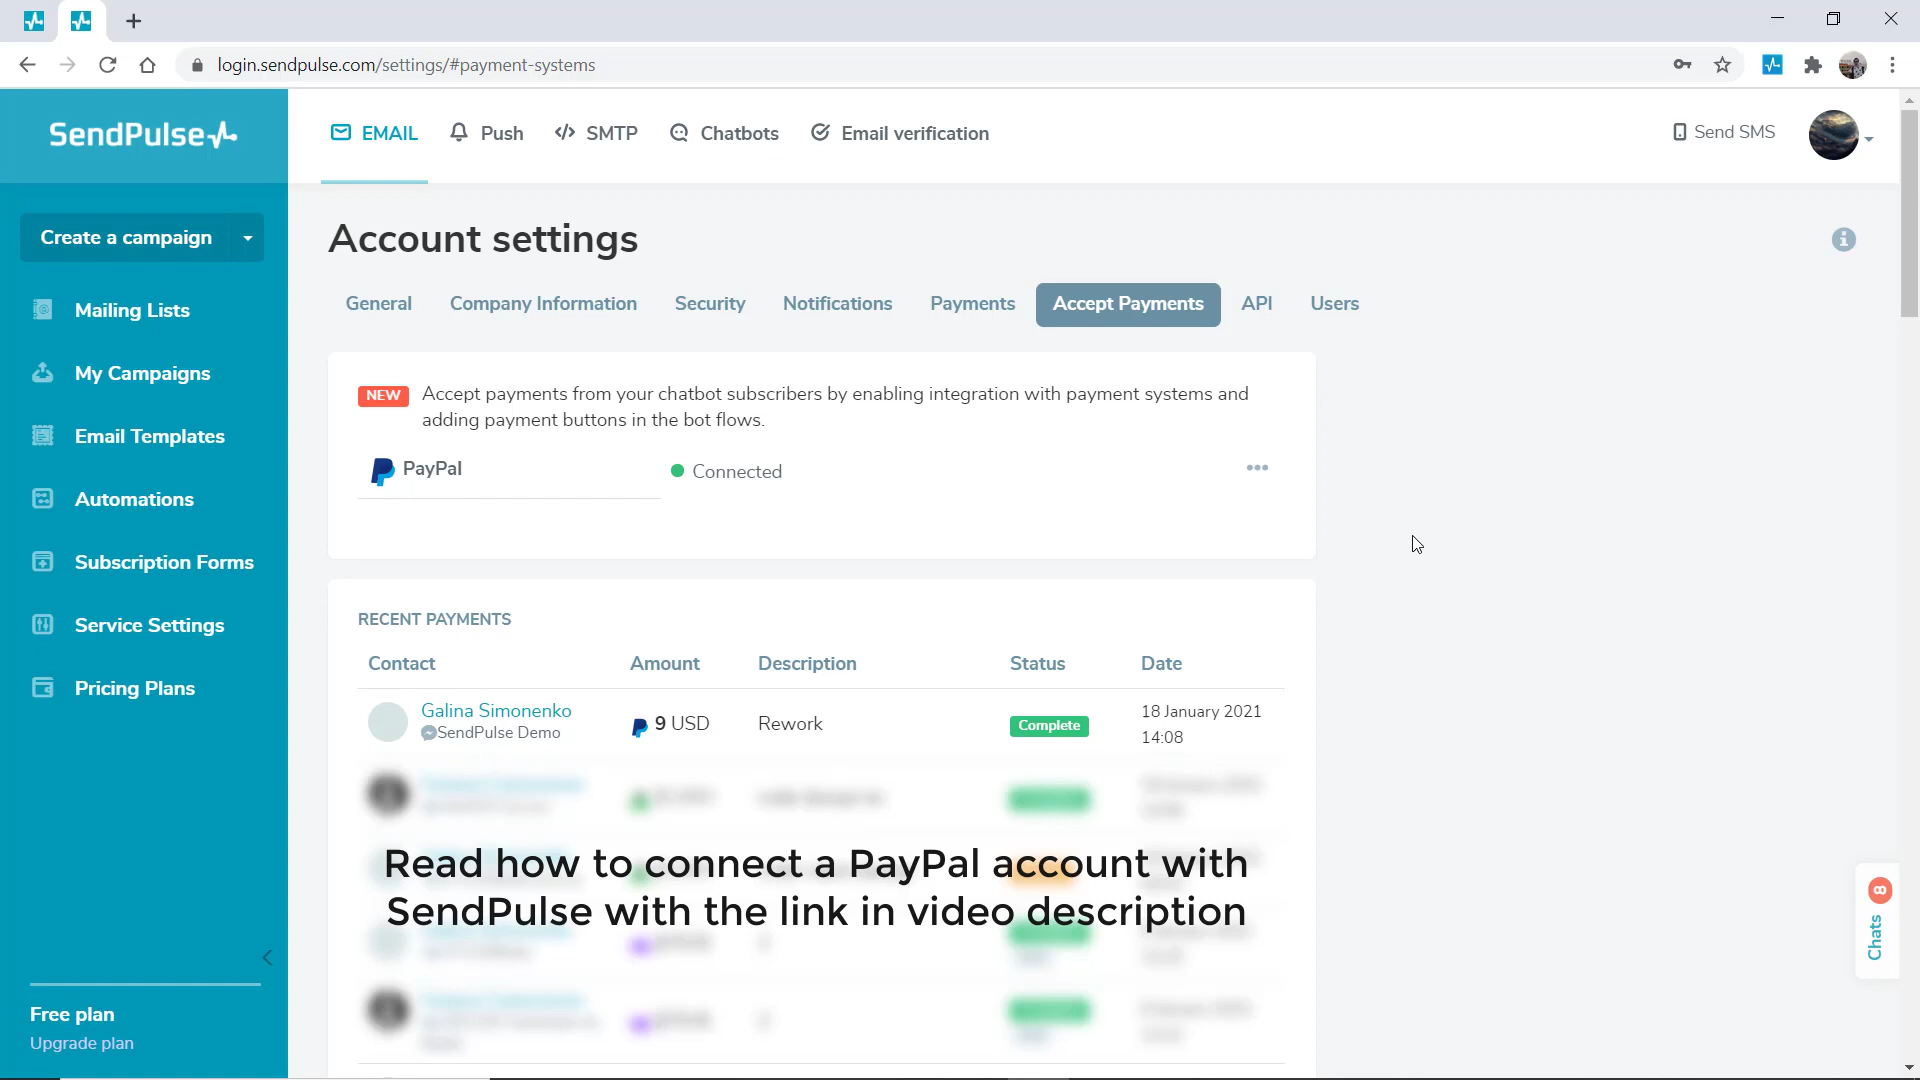 login.sendpulse.com/settings/#payment-systems
SendPulse
EMAIL
Push
SMTP
Chatbots
Email verification
Send SMS
Create a campaign
Mailing Lists
My Campaigns
Email Templates
Automations
Subscription Forms
Service Settings
Pricing Plans
Free plan
Upgrade plan
Account settings
General
Company Information
Security
Notifications
Payments
Accept Payments
API
Users
NEW
Accept payments from your chatbot subscribers by enabling integration with payment systems and
adding payment buttons in the bot flows.
PayPal
Connected
RECENT PAYMENTS
Contact Amount Description Status Date
Galina Simonenko
SendPulse Demo
9 USD
Rework
Complete
18 January 2021
14:08
Read how to connect a PayPal account with
SendPulse with the link in video description
Chats 8